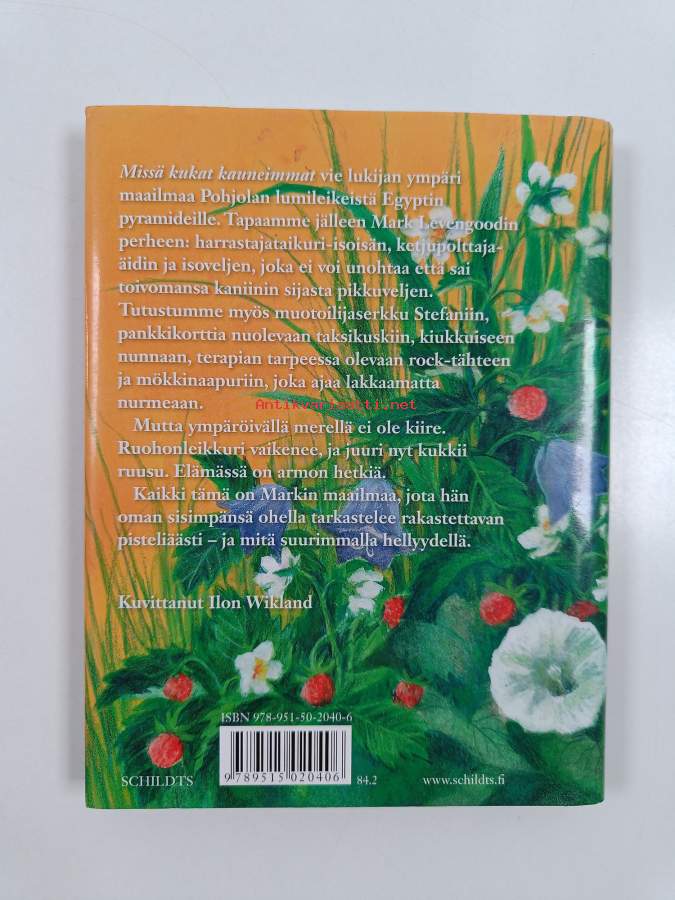 Missä kukat kauneimmat vie lukijan ympäri
maailmaa Pohjolan lumileikeistä Egyptin
pyramideille. Tapaamme jälleen Mark Levengoodin
perheen: harrastajataikuri-isoisän, ketjupolttaja-
äidin ja isoveljen, joka ei voi unohtaa että sai
toivomansa kaniinin sijasta pikkuveljen.
Tutustumme myös muotoilijaserkku Stefaniin,
pankkikorttia nuolevaan taksikuskiin, kiukkuiseen
nunnaan, terapian tarpeessa olevaan rock-tähteen
ja mökkinaapuriin, joka ajaa lakkaamatta
nurmeaan.
Antikvariaatti.net
Mutta ympäröivällä merellä ei ole kiire.
Ruohonleikkuri vaikenee, ja juuri nyt kukkii
ruusu. Elämässä on armon hetkiä.
Kaikki tämä on Markin maailmaa, jota hän
oman sisimpänsä ohella tarkastelee rakastettavan
pisteliäästi – ja mitä suurimmalla hellyydellä.
Kuvittanut Ilon Wikland
ISBN 978-951-50-2040-6
9 789515 020406
SCHILDTS
84.2
www.schildts.fi